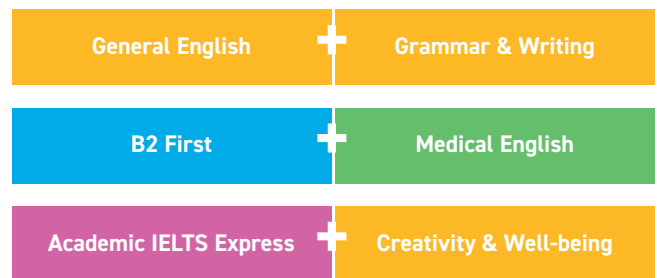 General English + Grammar & Writing
B2 First + Medical English
Academic IELTS Express + Creativity & Well-being